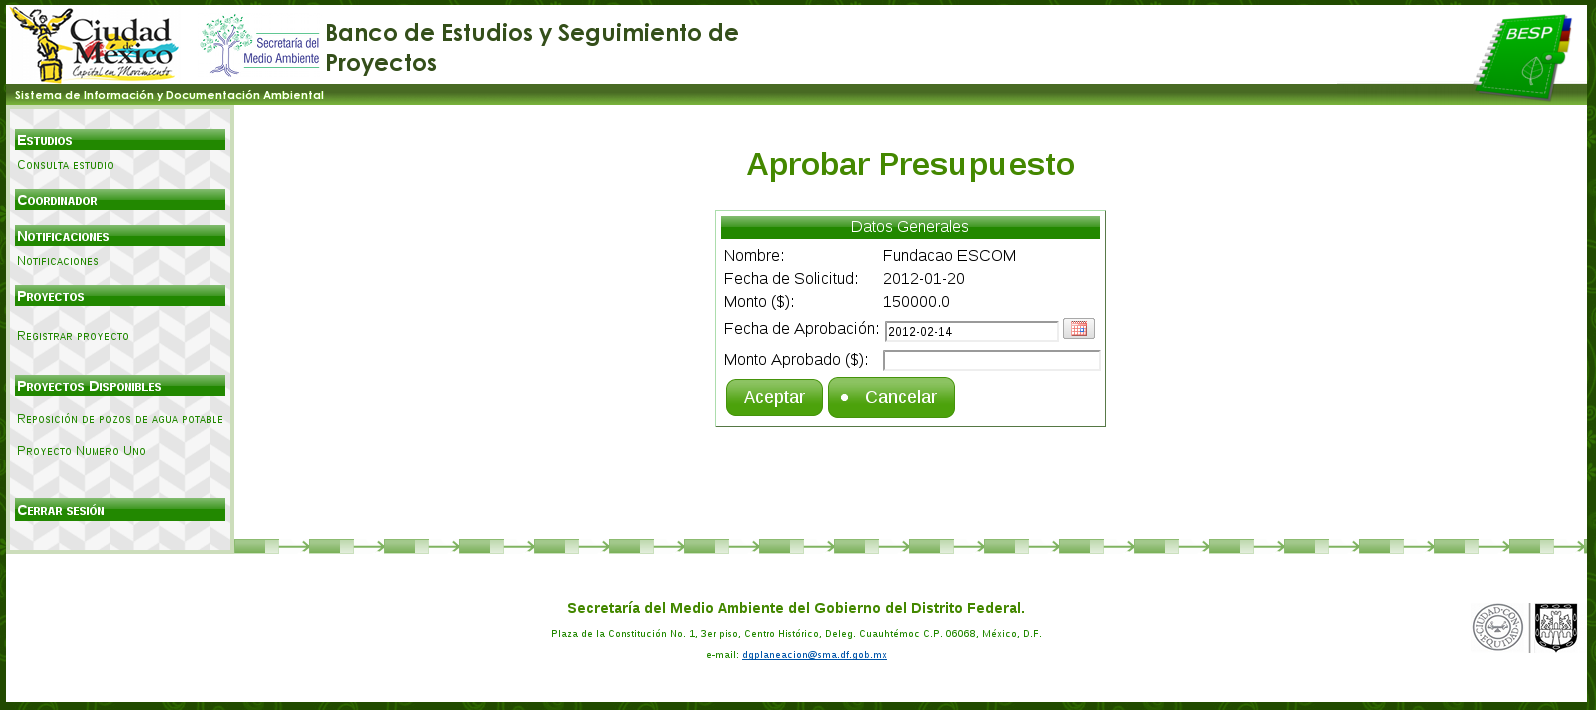 Ciudad
de
México
Capital en Movimiento
Secretaría del
Medio Ambiente
Banco de Estudios y Seguimiento de
Proyectos
BESP
Sistema de Información y Documentación Ambiental
Estudios
Consulta estudio
Coordinador
Notificaciones
Notificaciones
Proyectos
Registrar proyecto
Proyectos Disponibles
Reposición de pozos de agua potable
Proyecto Numero Uno
Cerrar sesión
Aprobar Presupuesto
Datos Generales
Nombre: Fundacao ESCOM
Fecha de Solicitud: 2012-01-20
Monto ($): 150000.0
Fecha de Aprobación: 2012-02-14
Monto Aprobado ($):
Aceptar • Cancelar
Secretaría del Medio Ambiente del Gobierno del Distrito Federal.
Plaza de la Constitución No. 1, 3er piso, Centro Histórico, Deleg. Cuauhtémoc C.P. 06068, México, D.F.
e-mail: dgplaneacion@sma.df.gob.mx
CIUDAD CON EQUIDAD